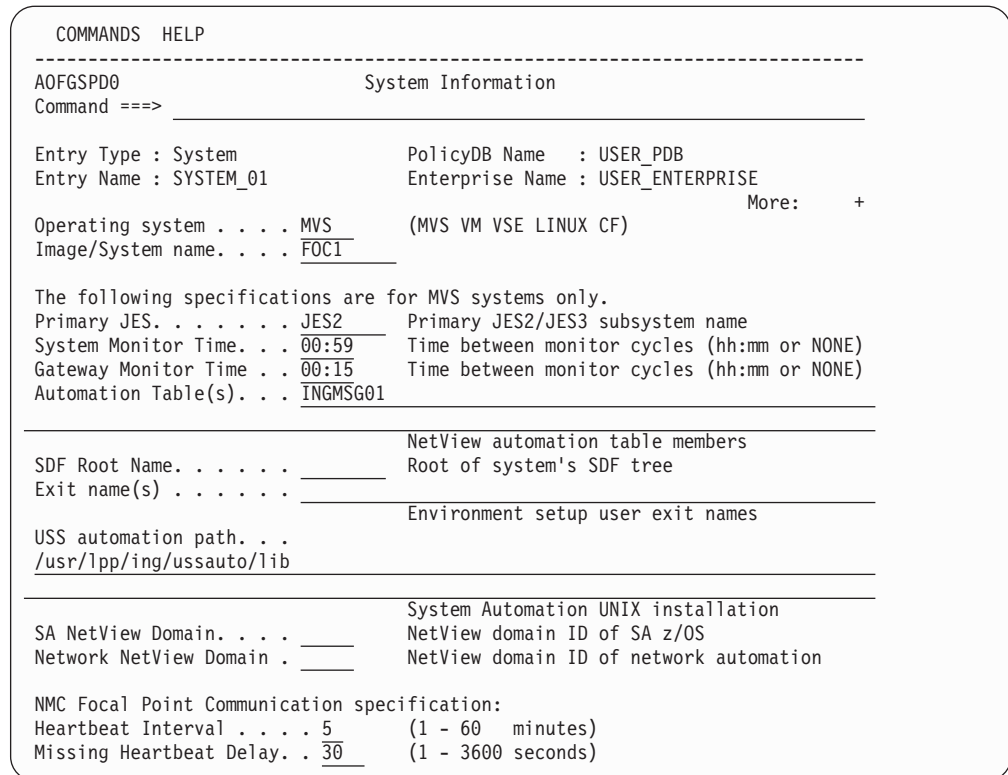 COMMANDS HELP
-------------------------------------------------------------------------------
AOFGSPD0 System Information
Command ===>
Entry Type : System PolicyDB Name : USER_PDB
Entry Name : SYSTEM_01 Enterprise Name : USER_ENTERPRISE
More: +
Operating system . . . . MVS (MVS VM VSE LINUX CF)
Image/System name. . . . FOC1
The following specifications are for MVS systems only.
Primary JES. . . . . . . JES2 Primary JES2/JES3 subsystem name
System Monitor Time. . . 00:59 Time between monitor cycles (hh:mm or NONE)
Gateway Monitor Time . . 00:15 Time between monitor cycles (hh:mm or NONE)
Automation Table(s). . . INGMSG01
NetView automation table members
SDF Root Name. . . . . . Root of system's SDF tree
Exit name(s) . . . . . .
Environment setup user exit names
USS automation path. . .
/usr/lpp/ing/ussauto/lib
System Automation UNIX installation
SA NetView Domain. . . . NetView domain ID of SA z/OS
Network NetView Domain . NetView domain ID of network automation
NMC Focal Point Communication specification:
Heartbeat Interval . . . . 5 (1 - 60 minutes)
Missing Heartbeat Delay. . 30 (1 - 3600 seconds)